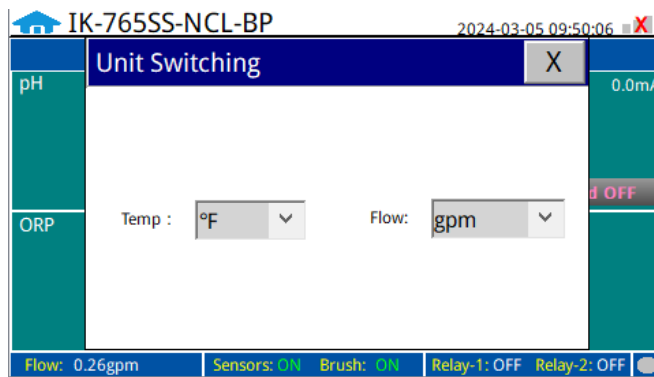 IK-765SS-NCL-BP 2024-03-05 09:50:06 X
Unit Switching X
pH 0.0m
OFF
Temp : °F Flow: gpm
ORP
Flow: 0.26gpm Sensors: ON Brush: ON Relay-1: OFF Relay-2: OFF